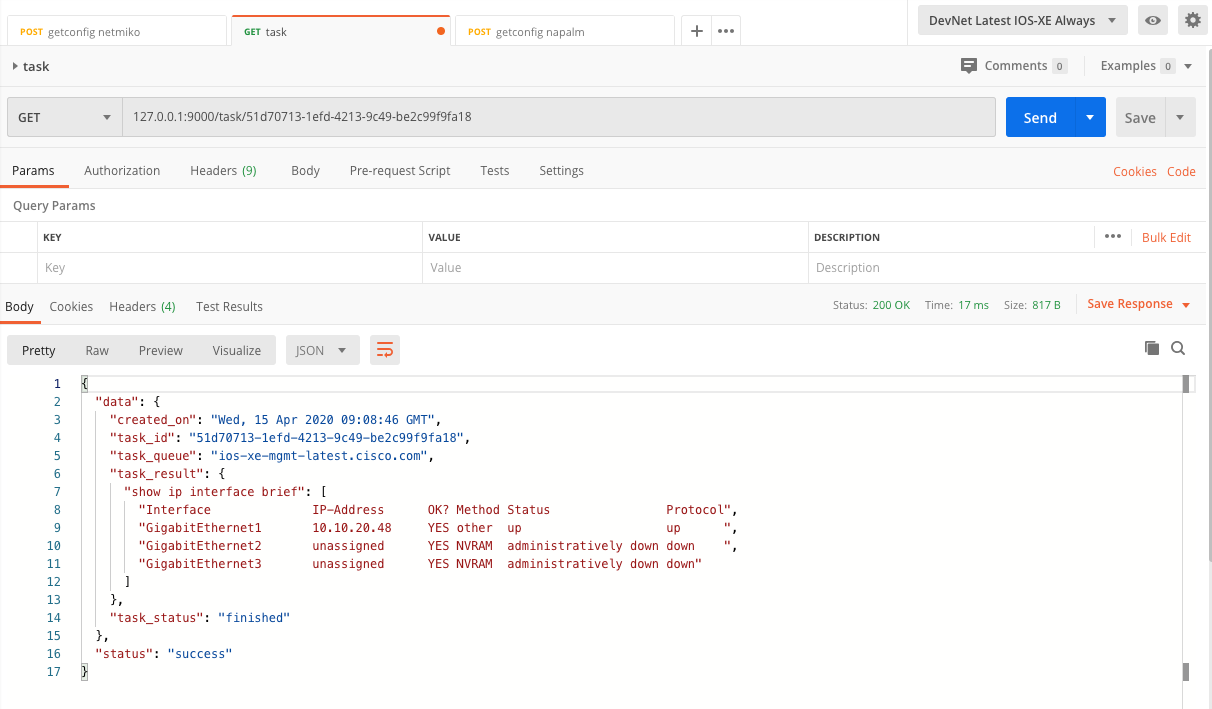 POST getconfig netmiko GET task POST getconfig napalm DevNet Latest IOS-XE Always
task Comments 0 Examples 0
GET 127.0.0.1:9000/task/51d70713-1efd-4213-9c49-be2c99f9fa18 Send Save
Params Authorization Headers (9) Body Pre-request Script Tests Settings Cookies Code
Query Params
KEY VALUE DESCRIPTION Bulk Edit
Key Value Description
Body Cookies Headers (4) Test Results Status: 200 OK Time: 17 ms Size: 817 B Save Response
Pretty Raw Preview Visualize JSON
1 {
2 "data": {
3 "created_on": "Wed, 15 Apr 2020 09:08:46 GMT",
4 "task_id": "51d70713-1efd-4213-9c49-be2c99f9fa18",
5 "task_queue": "ios-xe-mgmt-latest.cisco.com",
6 "task_result": {
7 "show ip interface brief": [
8 "Interface              IP-Address      OK? Method Status                Protocol",
9 "GigabitEthernet1       10.10.20.48     YES other  up                    up      ",
10 "GigabitEthernet2       unassigned      YES NVRAM  administratively down down    ",
11 "GigabitEthernet3       unassigned      YES NVRAM  administratively down down"
12 ]
13 },
14 "task_status": "finished"
15 },
16 "status": "success"
17 }